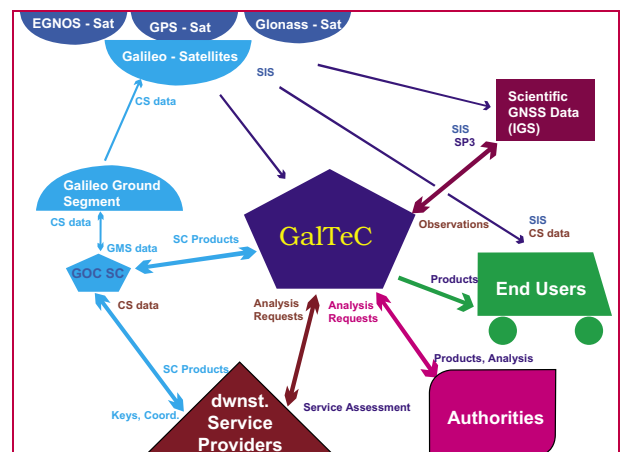 EGNOS - Sat
GPS - Sat
Glonass - Sat
Galileo - Satellites
SIS
CS data
Scientific
GNSS Data
(IGS)
SIS
SP3
Galileo Ground
Segment
CS data
GMS data
SC Products
GalTeC
Observations
SIS
CS data
GOC SC
CS data
Products
End Users
Analysis
Requests
Analysis
Requests
SC Products
Keys, Coord.
dwnst.
Service
Providers
Service Assessment
Products, Analysis
Authorities